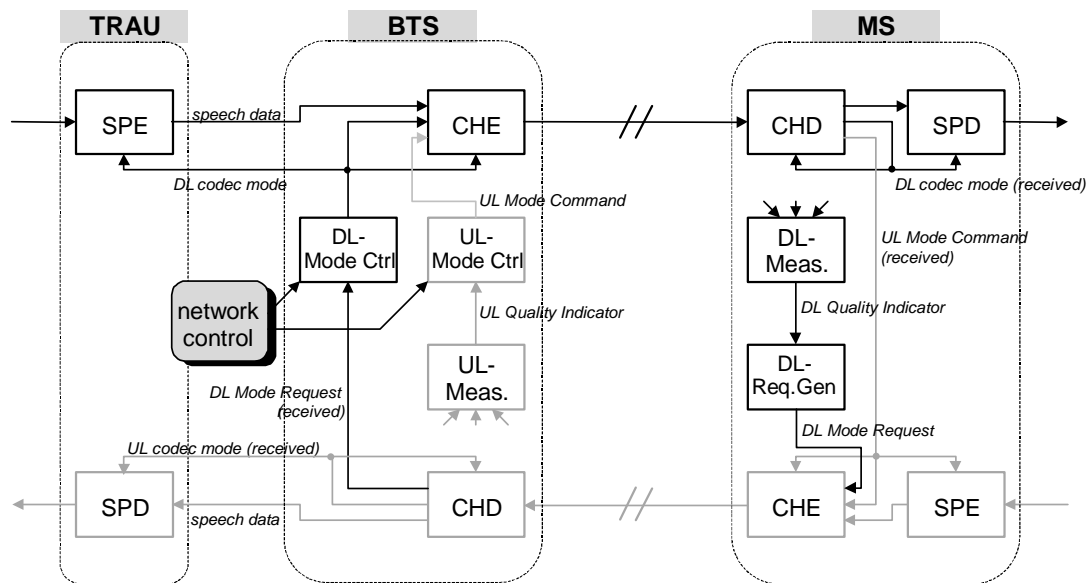 TRAU
BTS
MS
SPE
speech data
CHE
CHD
SPD
DL codec mode
DL codec mode (received)
UL Mode Command
DL-
Mode Ctrl
UL-
Mode Ctrl
DL-
Meas.
UL Mode Command
(received)
network
control
UL Quality Indicator
DL Quality Indicator
UL-
Meas.
DL-
Req.Gen
DL Mode Request
(received)
DL Mode Request
UL codec mode (received)
SPD
speech data
CHD
CHE
SPE